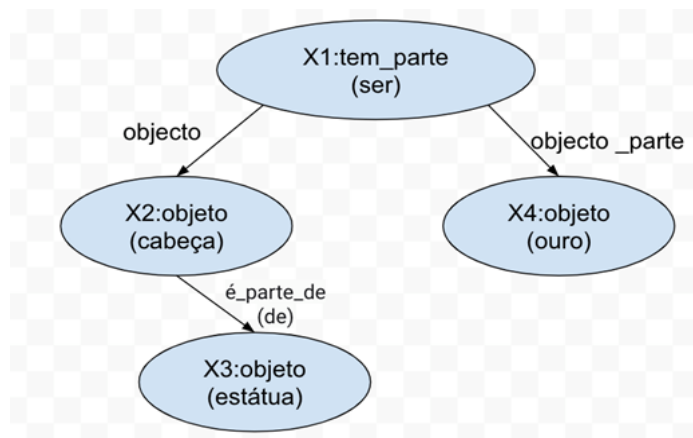 X1:tem_parte
(ser)
objecto
objecto _parte
X2:objeto
(cabeça)
X4:objeto
(ouro)
é_parte_de
(de)
X3:objeto
(estátua)